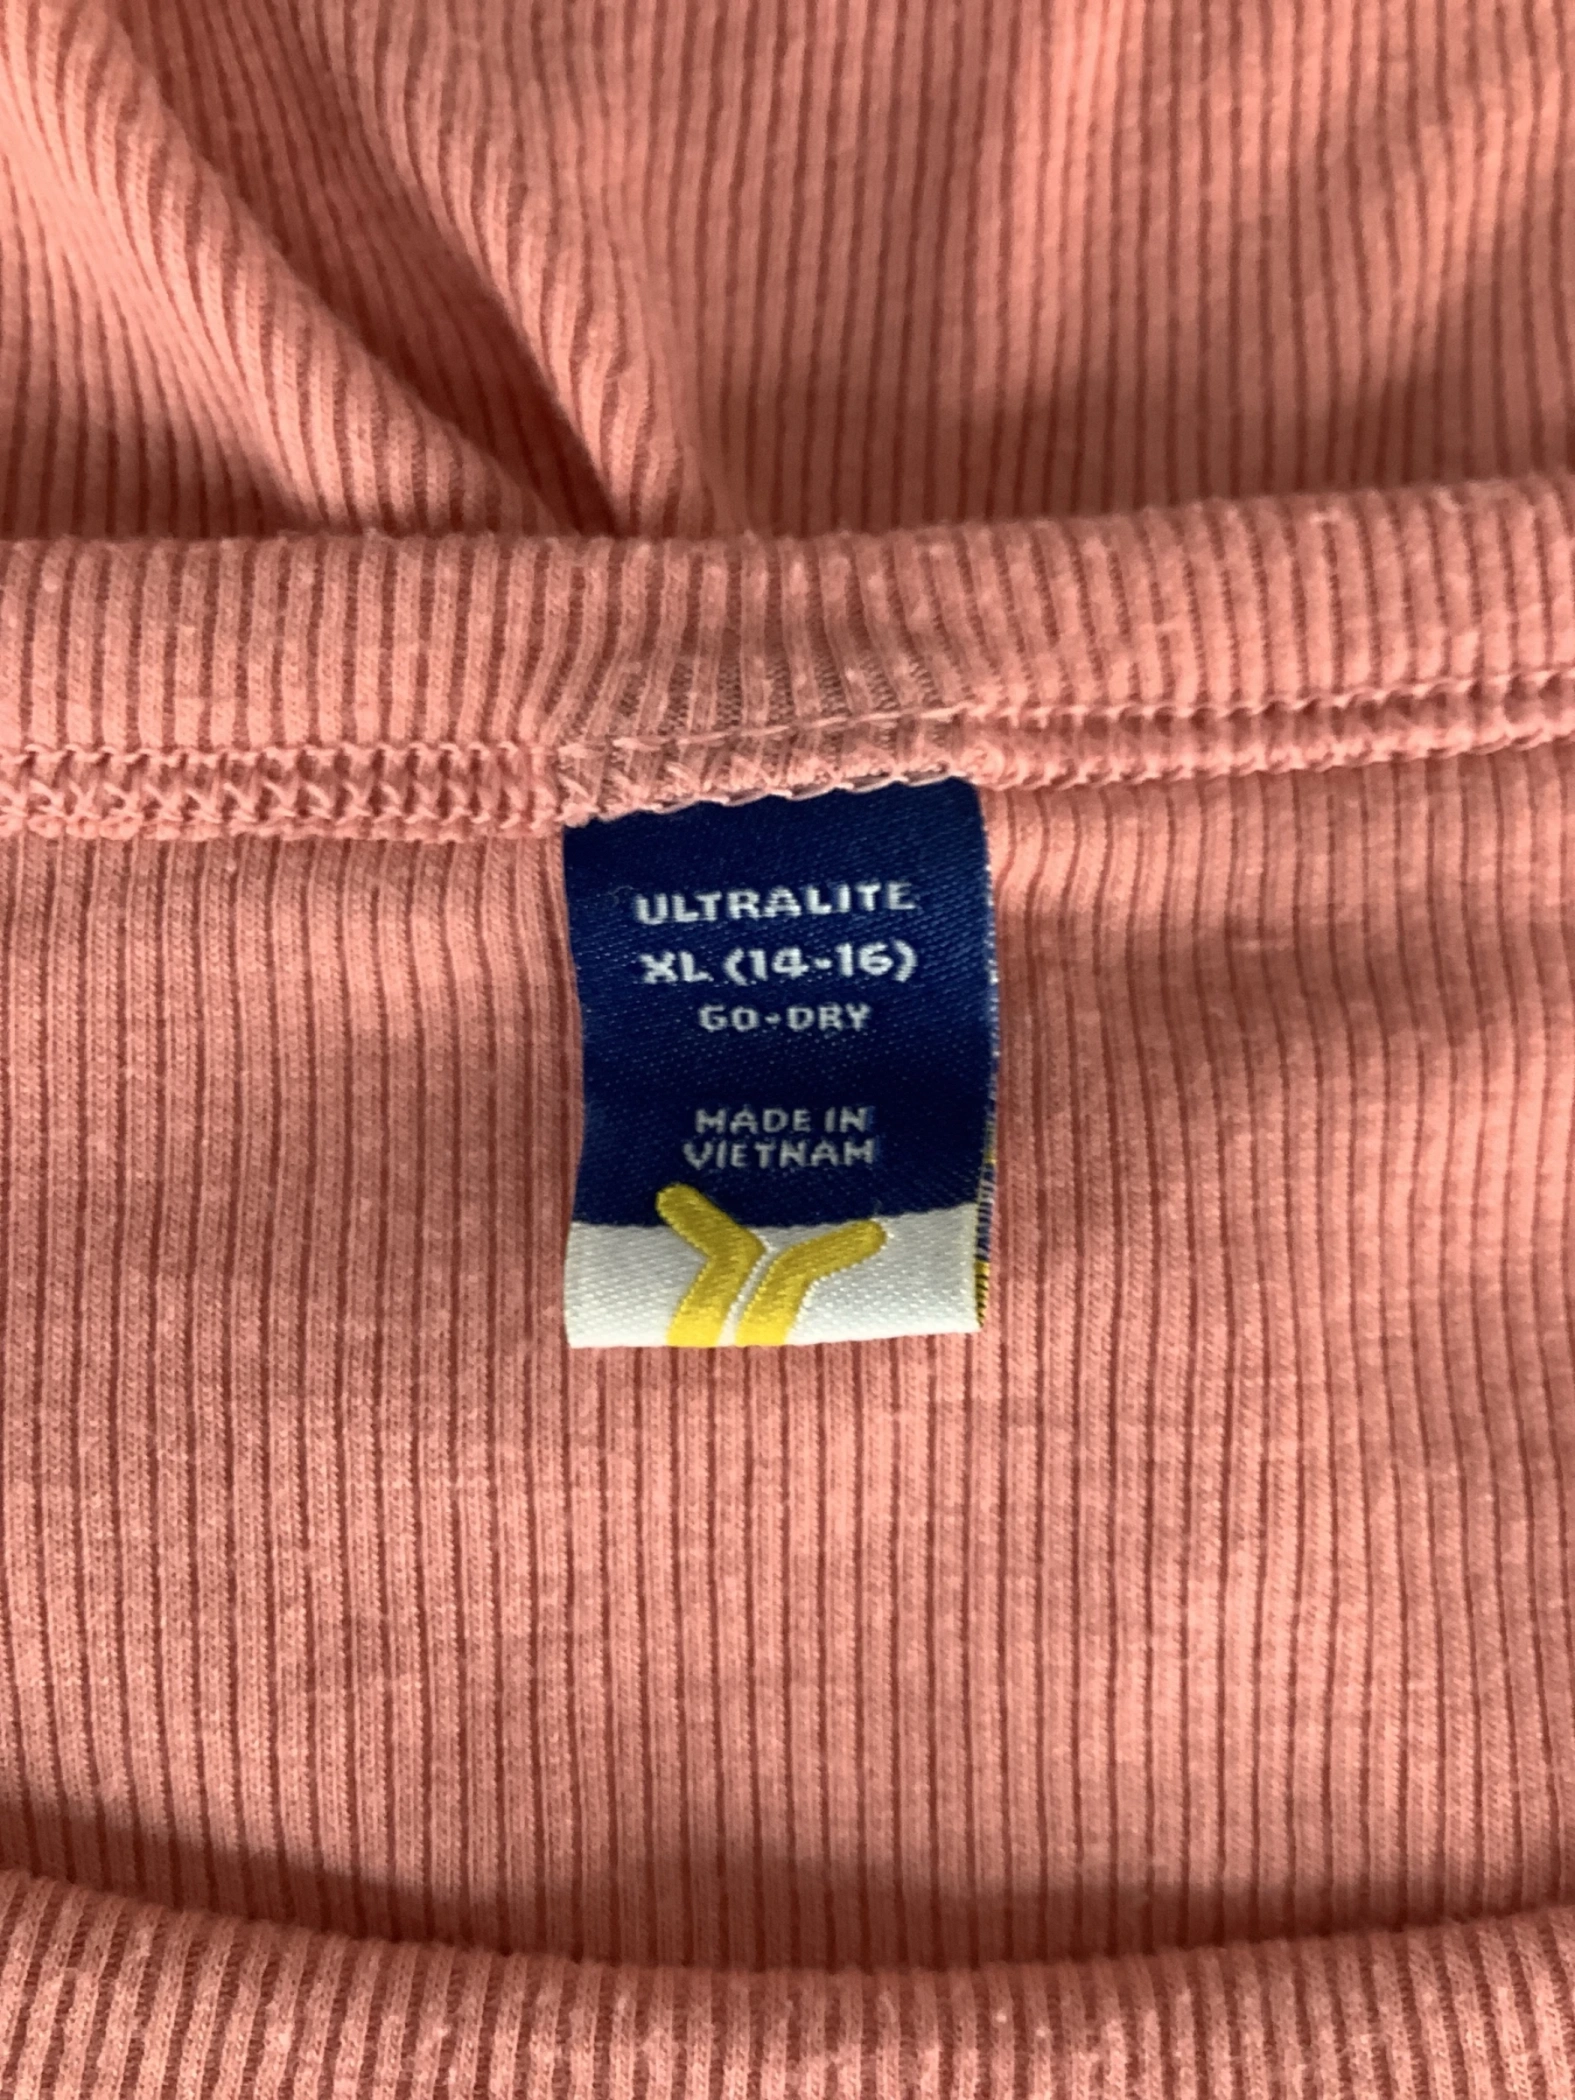 ULTRALITE
XL (14-16)
GO-DRY
MADE IN
VIETNAM